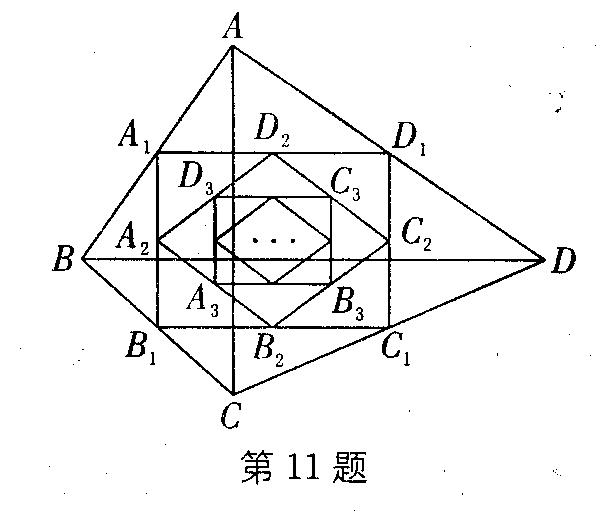 A
A₁ D₂ D₁
D₃ C₃
B A₂ ... C₂ D
A₃ B₃
B₁ B₂ C₁
C
第 11 题